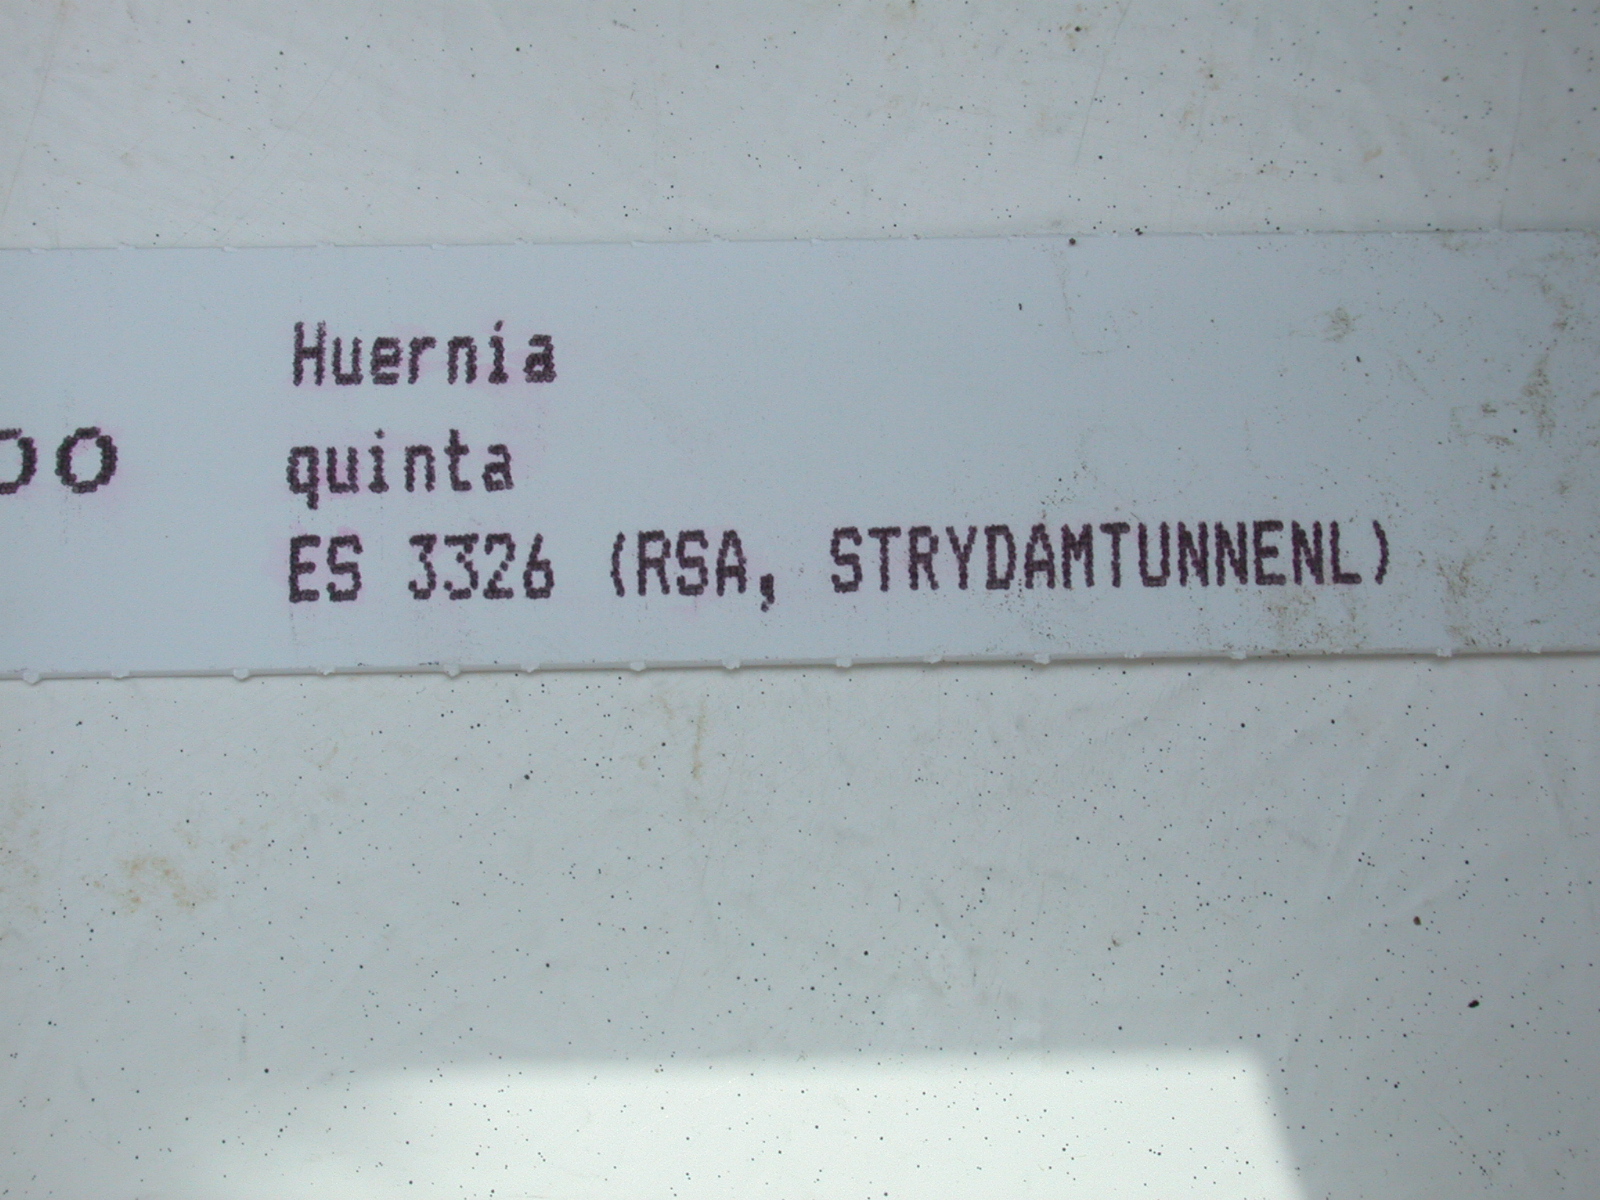 Huernia
quinta
ES 3326 (RSA, STRYDAMTUNNENL)